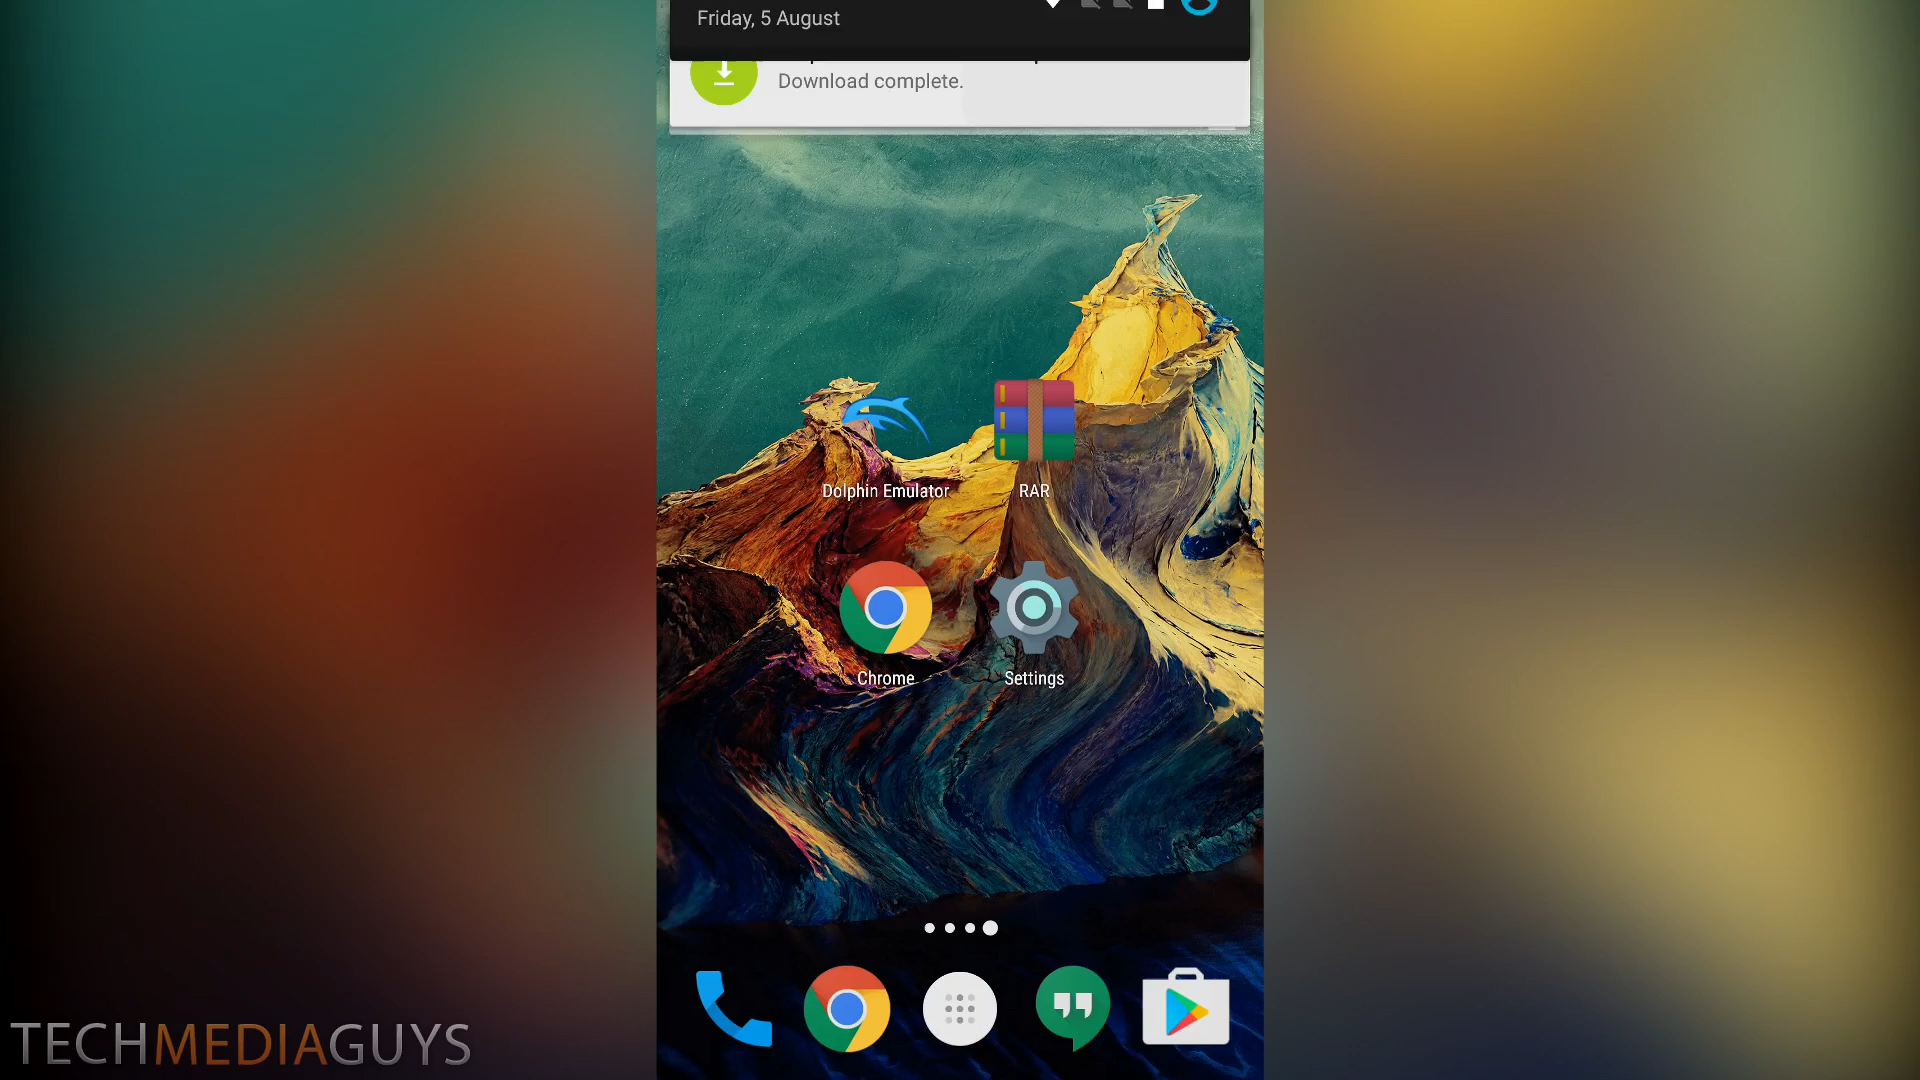 Friday, 5 August
Download complete.
Dolphin Emulator
RAR
Chrome
Settings
TECHMEDIAGUYS